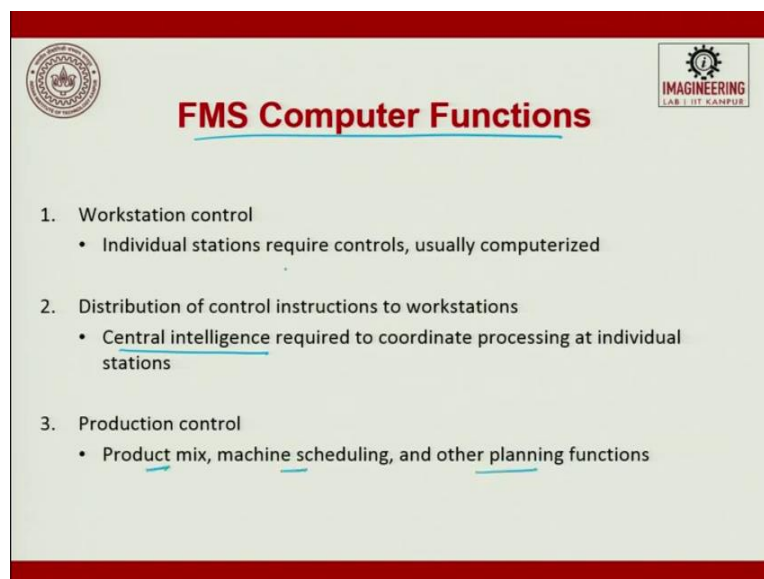 IMAGINEERING
LAB | IIT KANPUR
FMS Computer Functions
1. Workstation control
• Individual stations require controls, usually computerized
2. Distribution of control instructions to workstations
• Central intelligence required to coordinate processing at individual
stations
3. Production control
• Product mix, machine scheduling, and other planning functions